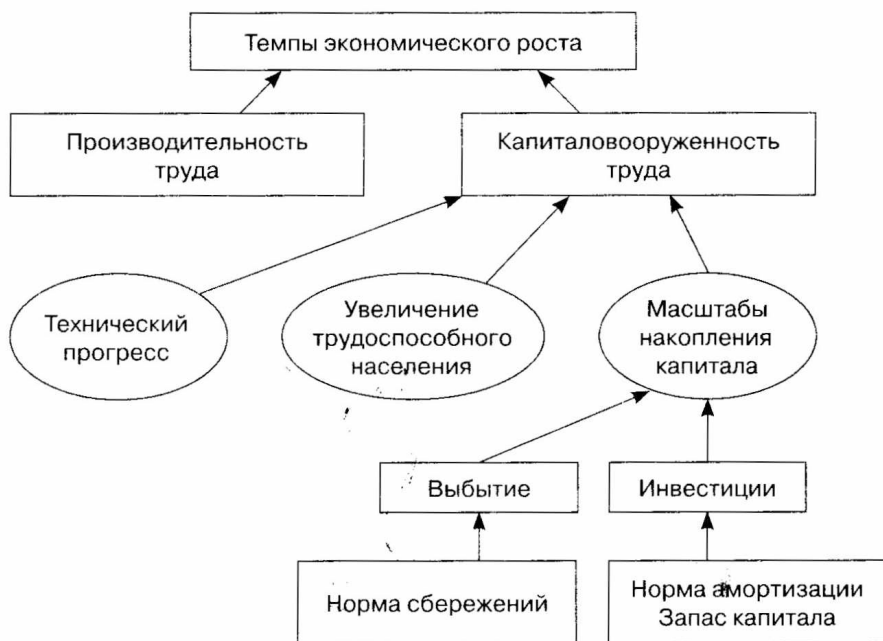 Темпы экономического роста
Производительность
труда
Капиталовооруженность
труда
Технический
прогресс
Увеличение
трудоспособного
населения
Масштабы
накопления
капитала
Выбытие
Инвестиции
Норма сбережений
Норма амортизации
Запас капитала